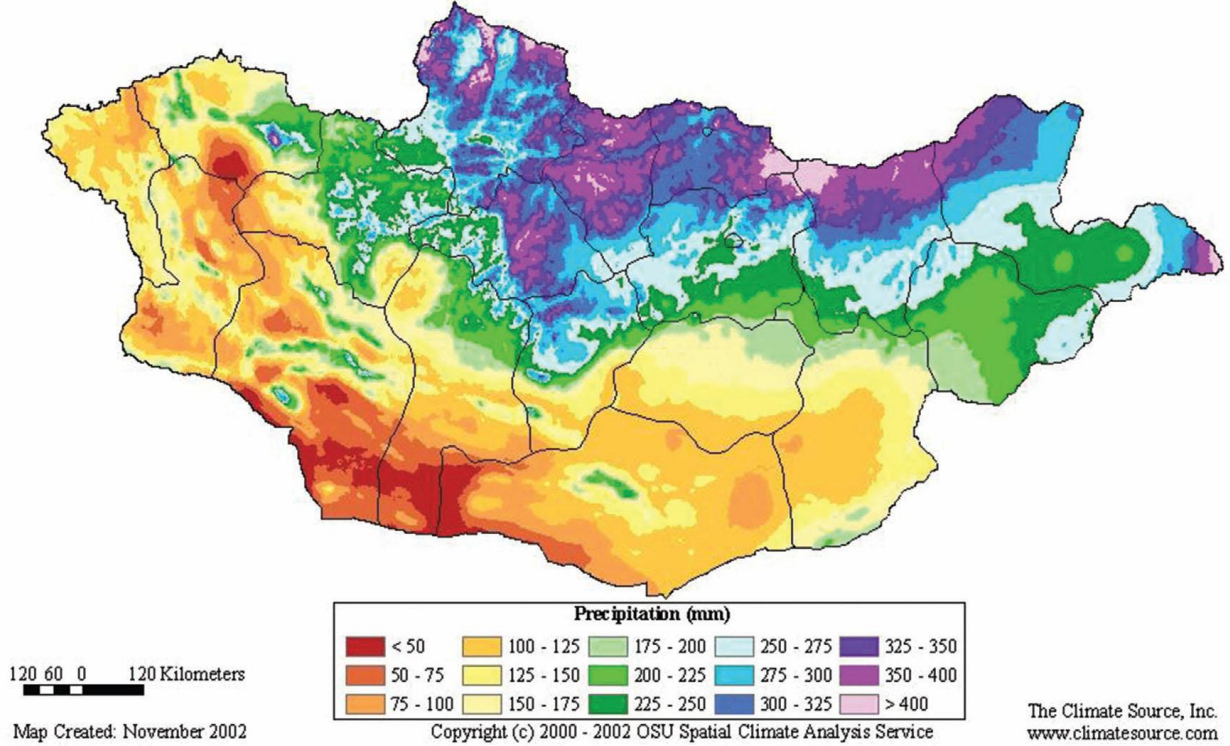 Precipitation (mm)
< 50 100 - 125 175 - 200 250 - 275 325 - 350
50 - 75 125 - 150 200 - 225 275 - 300 350 - 400
75 - 100 150 - 175 225 - 250 300 - 325 > 400
120 60 0 120 Kilometers
Map Created: November 2002
Copyright (c) 2000 - 2002 OSU Spatial Climate Analysis Service
The Climate Source, Inc.
www.climatesource.com